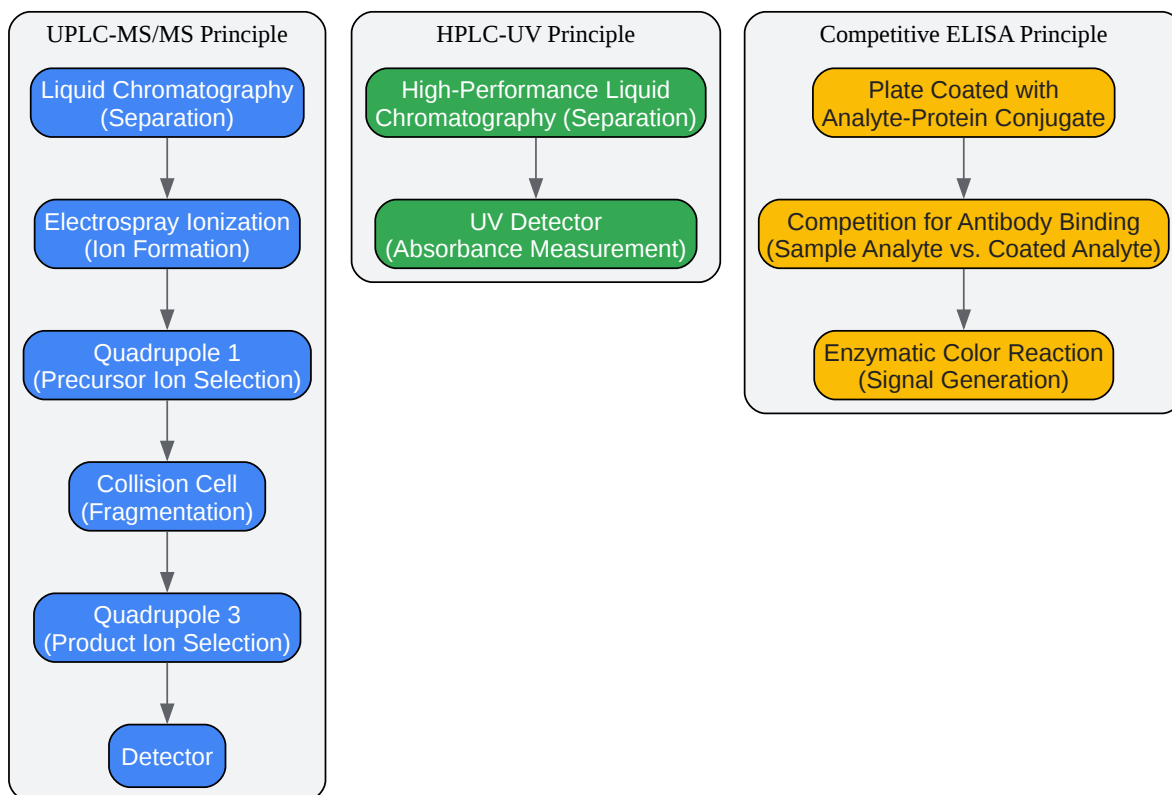 UPLC-MS/MS Principle
Liquid Chromatography
(Separation)
Electrospray Ionization
(Ion Formation)
Quadrupole 1
(Precursor Ion Selection)
Collision Cell
(Fragmentation)
Quadrupole 3
(Product Ion Selection)
Detector
HPLC-UV Principle
High-Performance Liquid
Chromatography (Separation)
UV Detector
(Absorbance Measurement)
Competitive ELISA Principle
Plate Coated with
Analyte-Protein Conjugate
Competition for Antibody Binding
(Sample Analyte vs. Coated Analyte)
Enzymatic Color Reaction
(Signal Generation)